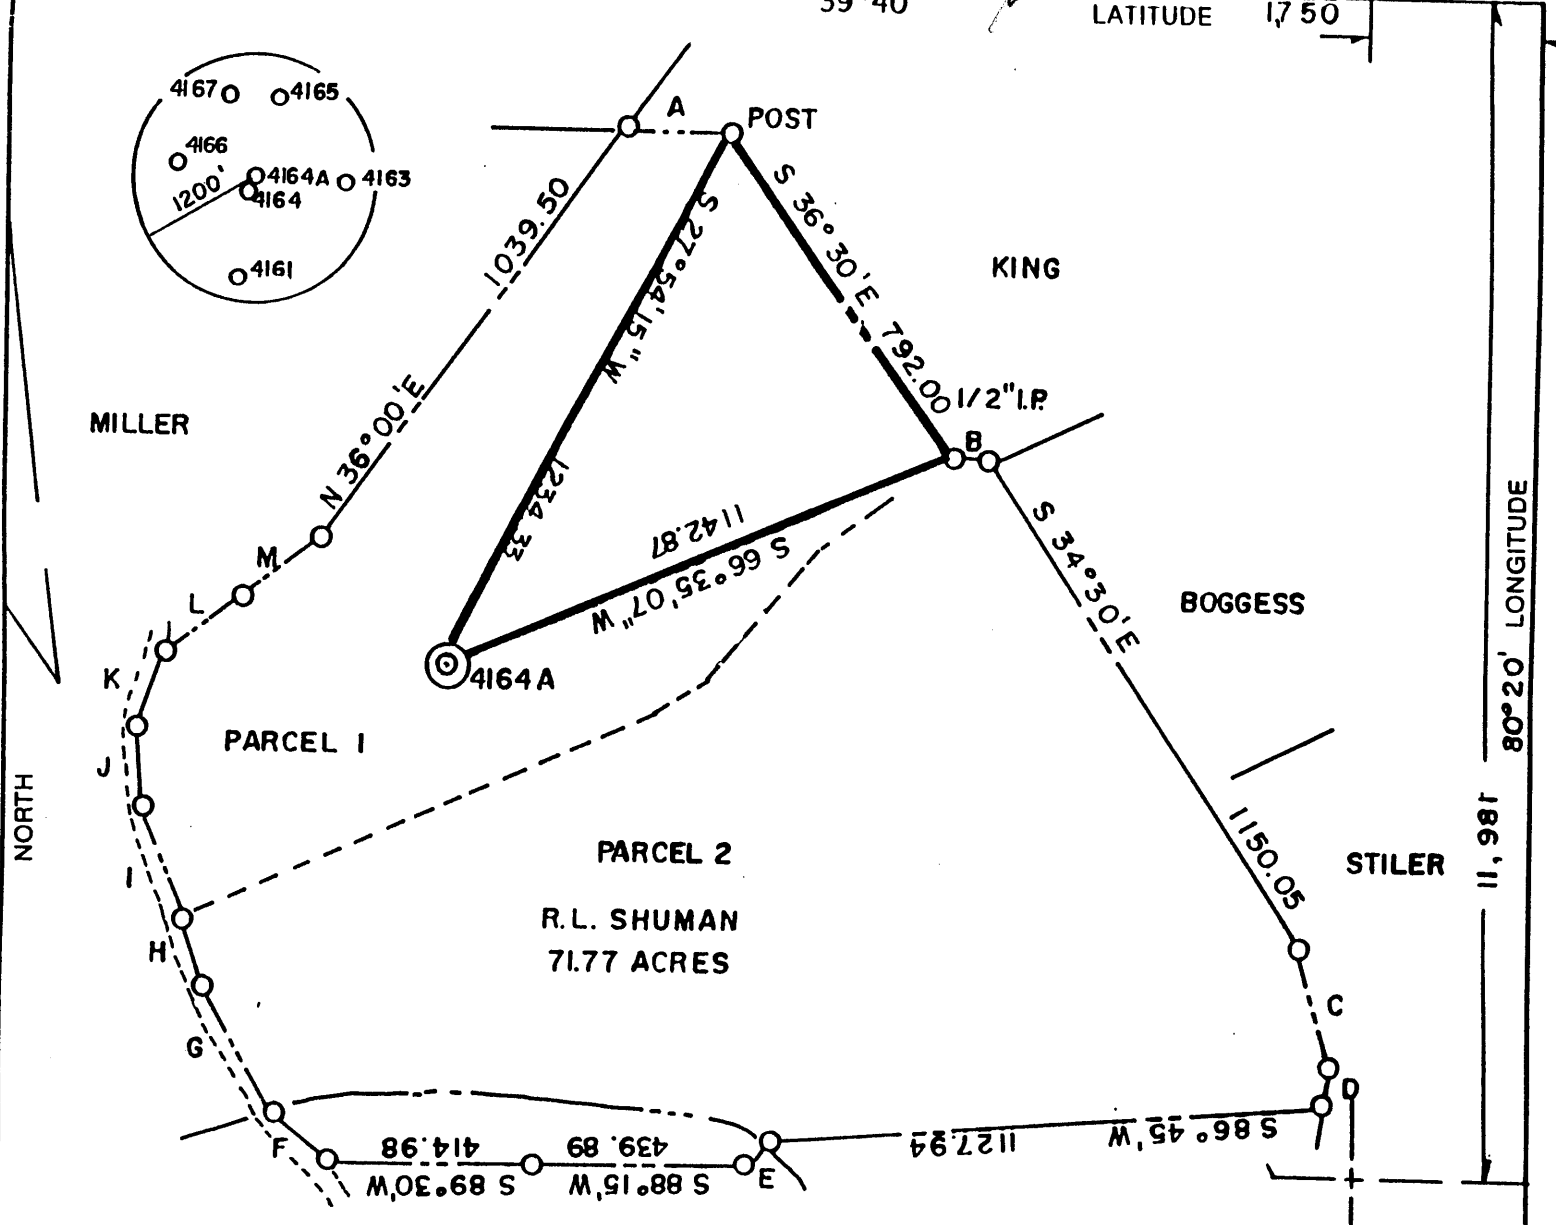 39°40'
LATITUDE 1,750
4167
4165
4166
4164A
4163
1200'
4164
4161
A
POST
1039.50
N 36°00'E
S 27°54'15"W
1234.33
S 36°30'E 792.00
KING
MILLER
1/2" I.P.
B
1142.87
S 66°35'07"W
S 34°30'E
1150.05
BOGGESS
80°20' LONGITUDE
11,981
M
L
K
J
I
H
G
F
4164A
PARCEL 1
PARCEL 2
R.L. SHUMAN
71.77 ACRES
STILER
NORTH
C
D
E
414.98
S 89°30'W
439.89
S 88°15'W
1127.94
S 86°45'W